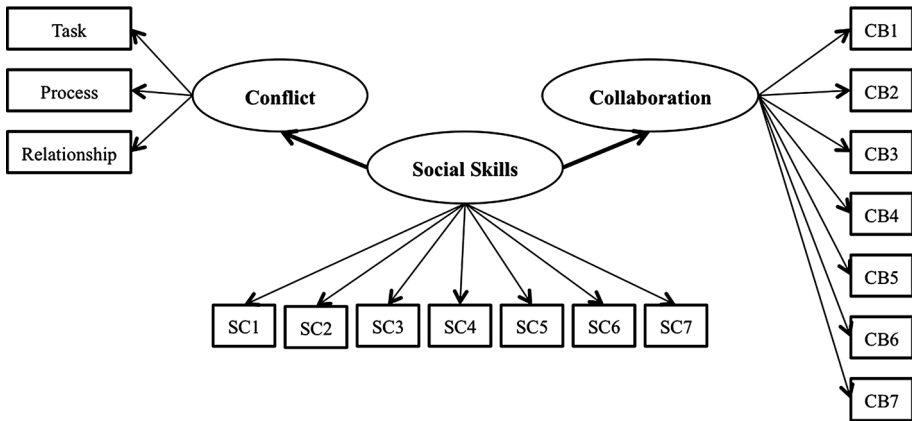 Task
Process
Relationship
Conflict
Collaboration
Social Skills
SC1
SC2
SC3
SC4
SC5
SC6
SC7
CB1
CB2
CB3
CB4
CB5
CB6
CB7